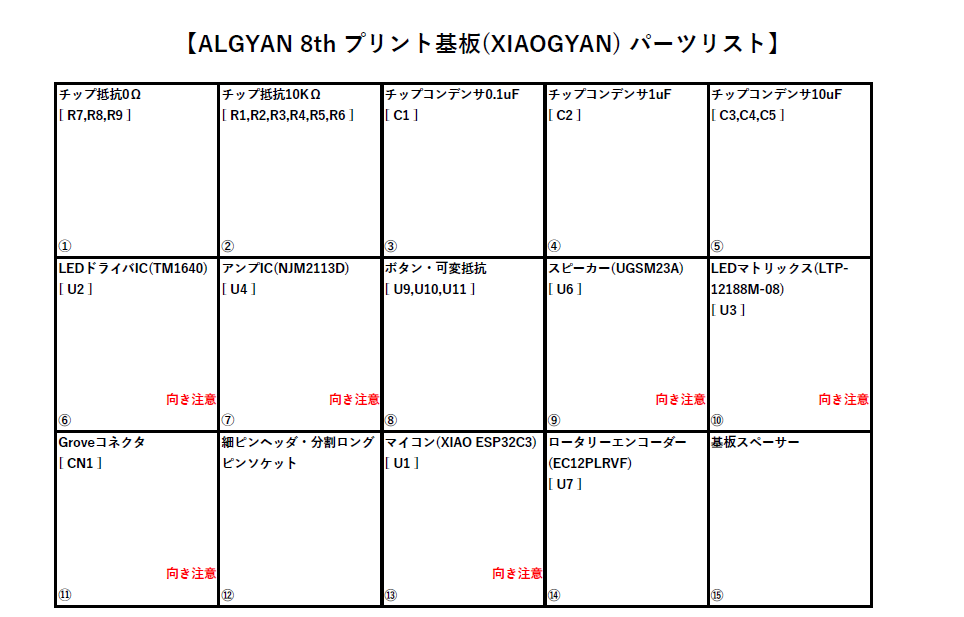 【ALGYAN 8th プリント基板(XIAOGYAN) パーツリスト】
チップ抵抗0Ω
[ R7,R8,R9 ]
①
チップ抵抗10KΩ
[ R1,R2,R3,R4,R5,R6 ]
②
チップコンデンサ0.1uF
[ C1 ]
③
チップコンデンサ1uF
[ C2 ]
④
チップコンデンサ10uF
[ C3,C4,C5 ]
⑤
LEDドライバIC(TM1640)
[ U2 ]
向き注意
⑥
アンプIC(NJM2113D)
[ U4 ]
向き注意
⑦
ボタン・可変抵抗
[ U9,U10,U11 ]
⑧
スピーカー(UGSM23A)
[ U6 ]
向き注意
⑨
LEDマトリックス(LTP-
12188M-08)
[ U3 ]
向き注意
⑩
Groveコネクタ
[ CN1 ]
向き注意
⑪
細ピンヘッダ・分割ロング
ピンソケット
⑫
マイコン(XIAO ESP32C3)
[ U1 ]
向き注意
⑬
ロータリーエンコーダー
(EC12PLRVF)
[ U7 ]
⑭
基板スペーサー
⑮